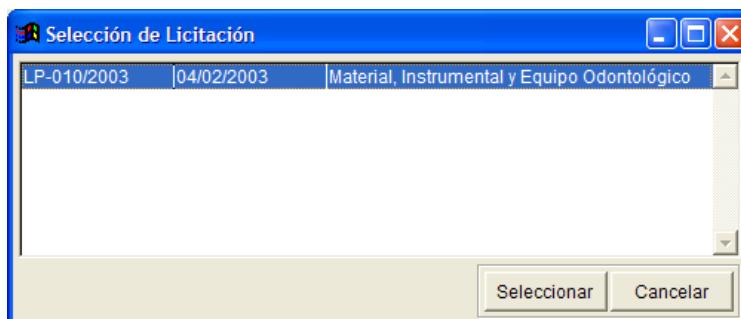 Selección de Licitación
LP-010/2003 04/02/2003 Material, Instrumental y Equipo Odontológico
Seleccionar Cancelar